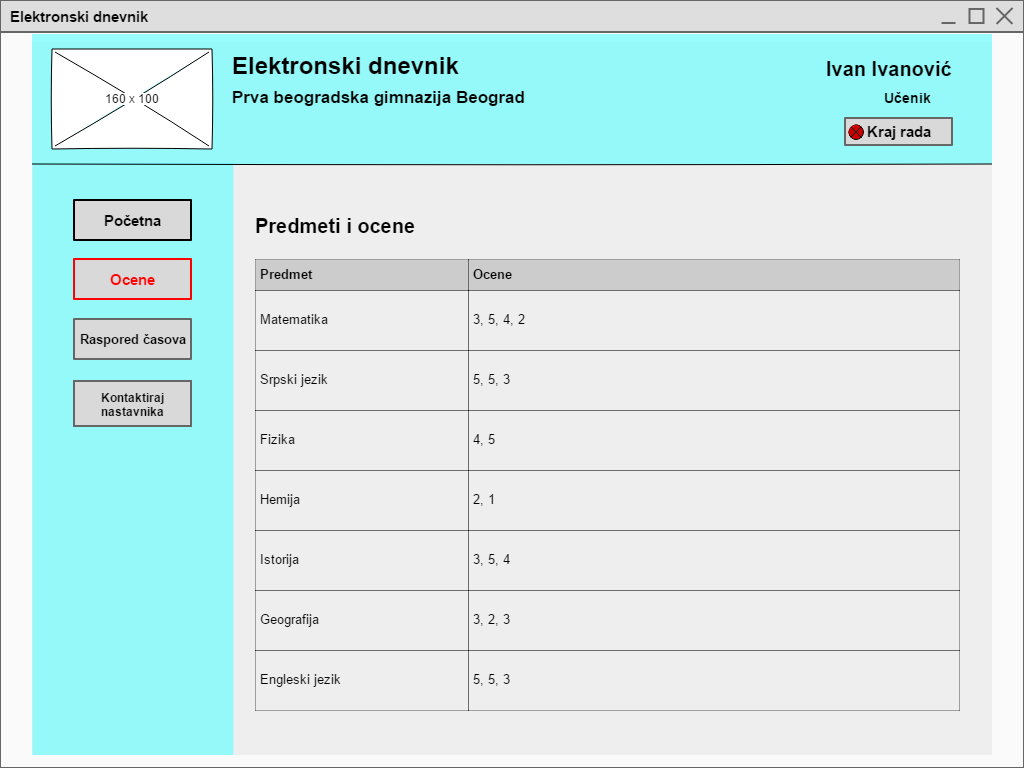 Elektronski dnevnik
160 x 100
Elektronski dnevnik
Prva beogradska gimnazija Beograd
Ivan Ivanović
Učenik
Kraj rada
Početna
Ocene
Raspored časova
Kontaktiraj
nastavnika
Predmeti i ocene
Predmet Ocene
Matematika 3, 5, 4, 2
Srpski jezik 5, 5, 3
Fizika 4, 5
Hemija 2, 1
Istorija 3, 5, 4
Geografija 3, 2, 3
Engleski jezik 5, 5, 3